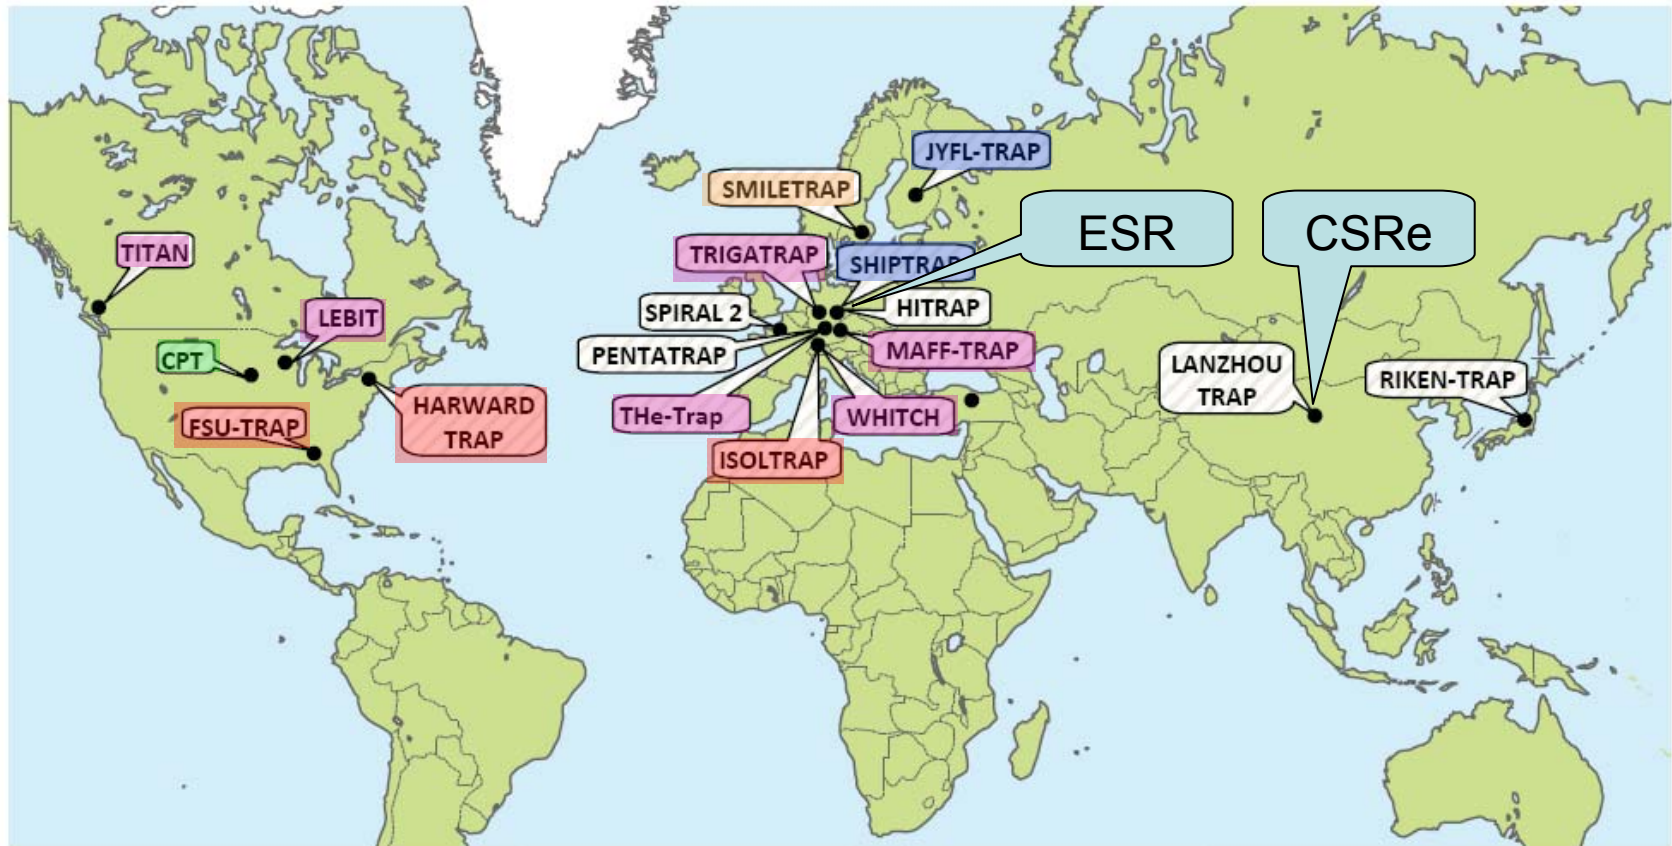 JYFL-TRAP
SMILETRAP
ESR
CSRe
TITAN
TRIGATRAP
SHIPTRAP
LEBIT
SPIRAL 2
HITRAP
CPT
PENTATRAP
MAFF-TRAP
LANZHOU
TRAP
RIKEN-TRAP
HARWARD
TRAP
FSU-TRAP
THe-Trap
WHITCH
ISOLTRAP